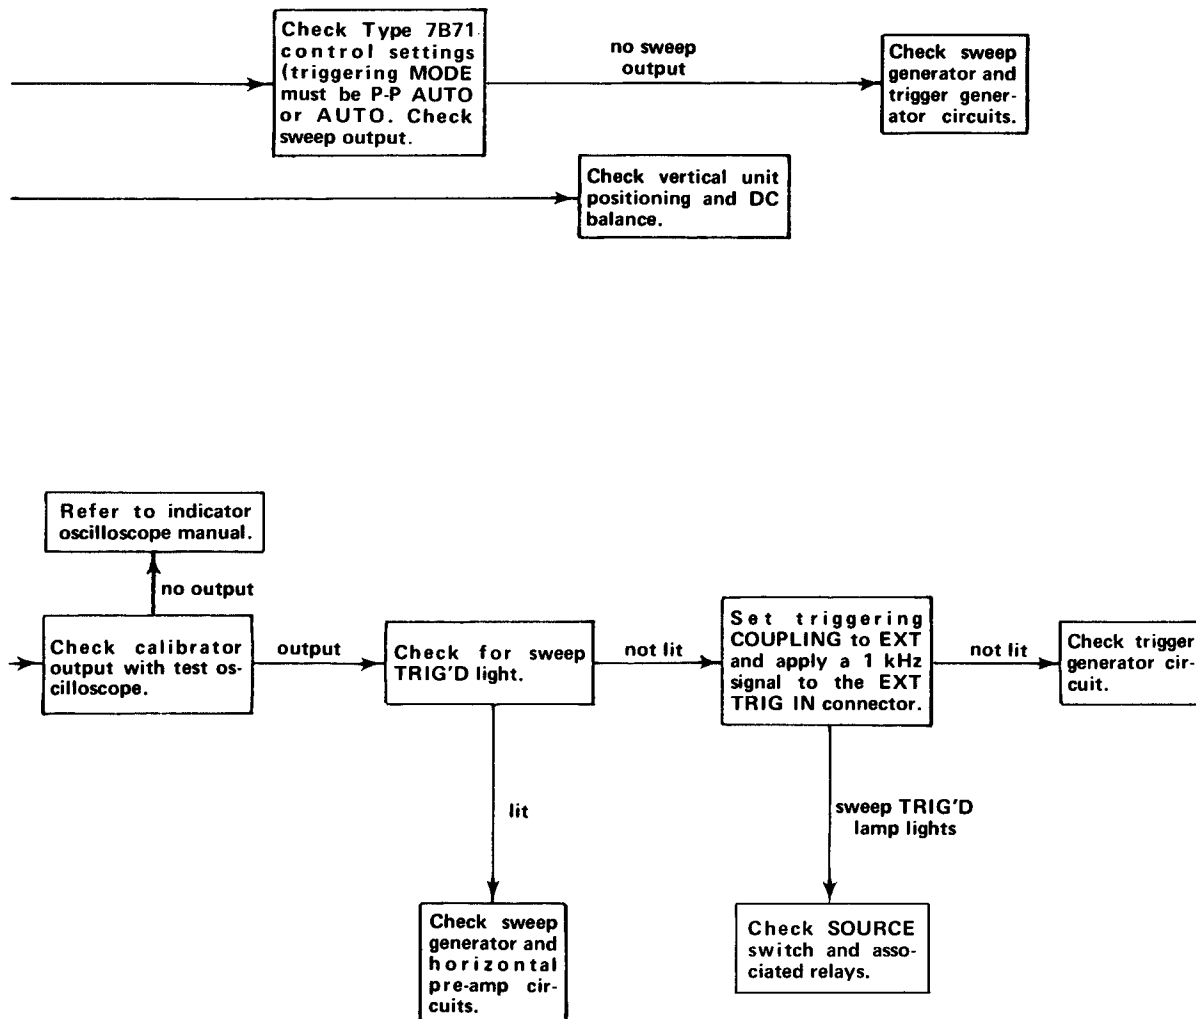 Check Type 7B71
control settings
(triggering MODE
must be P-P AUTO
or AUTO. Check
sweep output.
no sweep
output
Check sweep
generator and
trigger gener-
ator circuits.
Check vertical unit
positioning and DC
balance.
Refer to indicator
oscilloscope manual.
no output
Check calibrator
output with test os-
cilloscope.
output
Check for sweep
TRIG'D light.
not lit
Set triggering
COUPLING to EXT
and apply a 1 kHz
signal to the EXT
TRIG IN connector.
not lit
Check trigger
generator cir-
cuit.
lit
sweep TRIG'D
lamp lights
Check sweep
generator and
horizontal
pre-amp cir-
cuits.
Check SOURCE
switch and asso-
ciated relays.